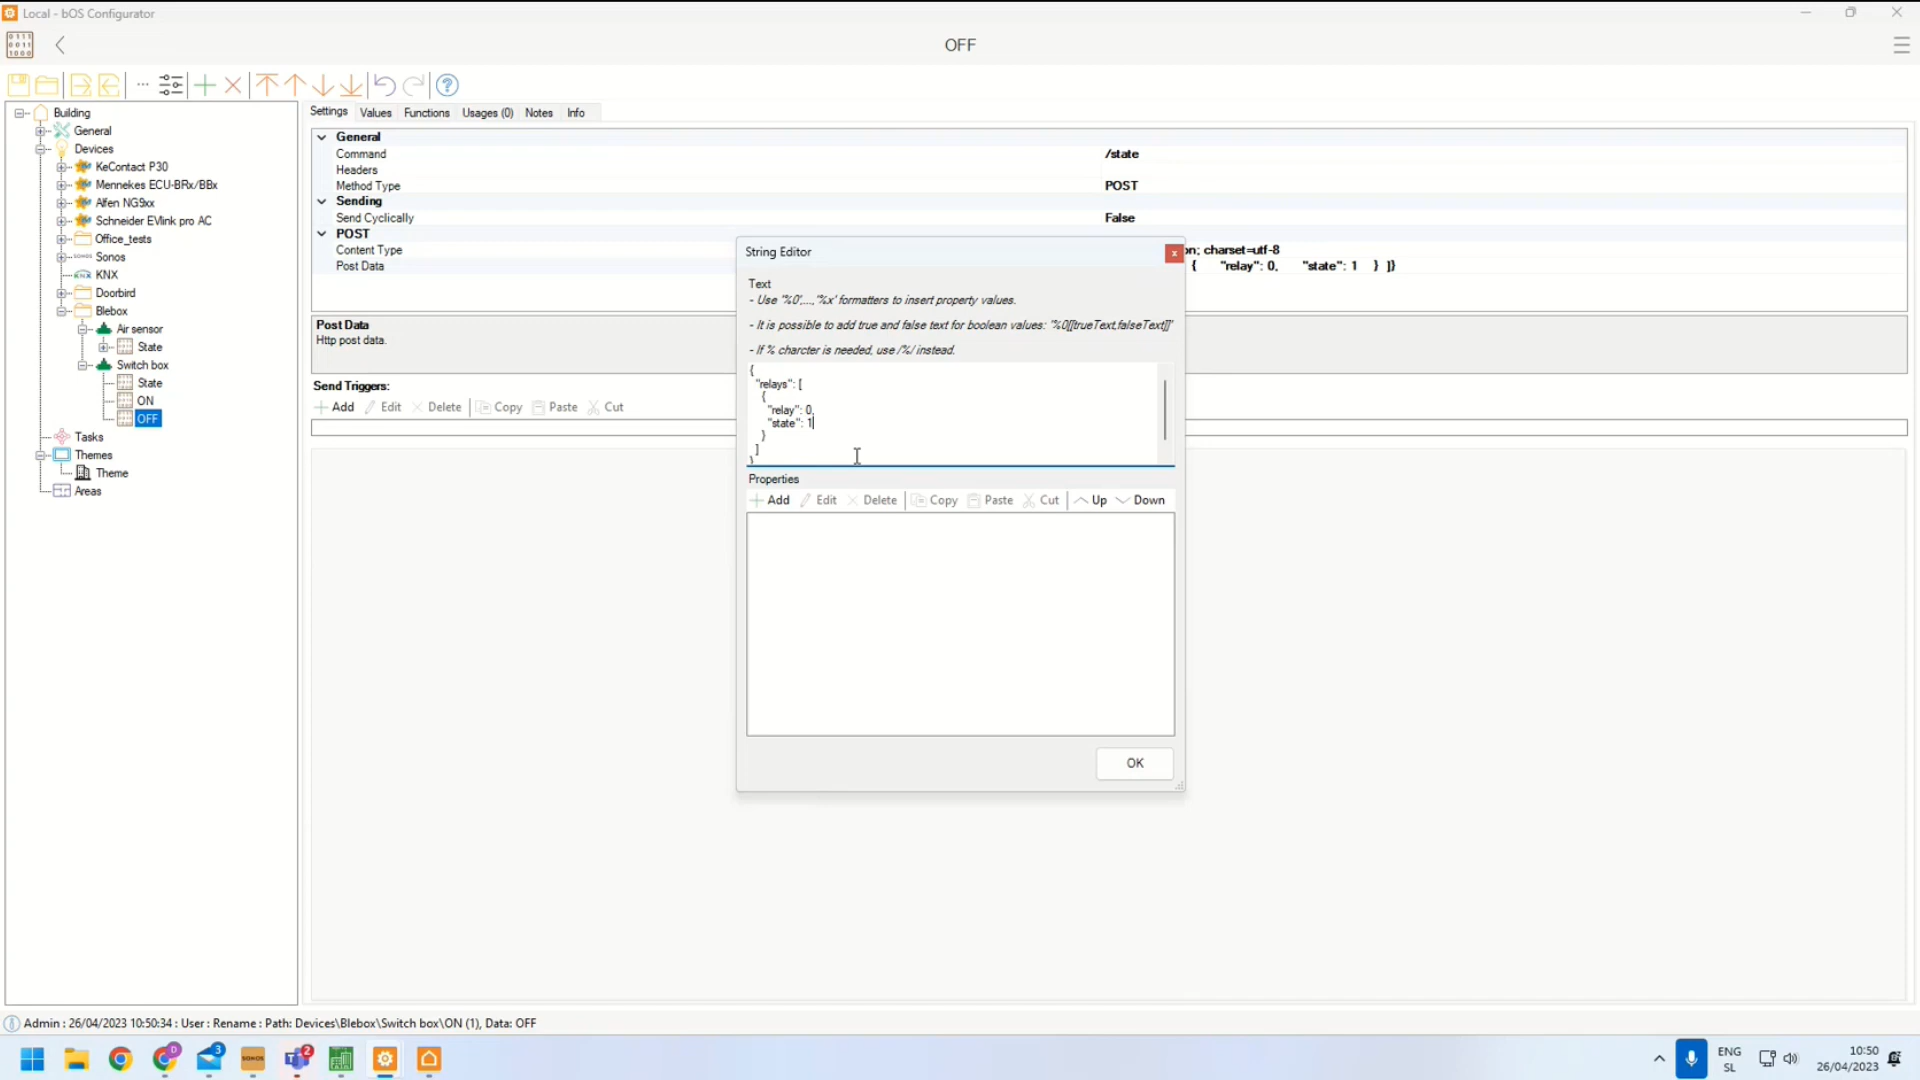 Local - bOS Configurator
OFF
Building
General
Devices
KeContact P30
Mennekes ECU-BRx/BBx
Alfen NG9xx
Schneider EVlink pro AC
Office_tests
Sonos
KNX
Doorbird
Blebox
Air sensor
State
Switch box
State
ON
OFF
Tasks
Themes
Theme
Areas
Settings Values Functions Usages (0) Notes Info
General
Command /state
Headers
Method Type POST
Sending
Send Cyclically False
POST
Content Type on; charset=utf-8
Post Data { "relay": 0, "state": 1 } ]}
Post Data
Http post data.
Send Triggers:
Add Edit Delete Copy Paste Cut
String Editor
x
Text
- Use '%0',...,'%x' formatters to insert property values.
- It is possible to add true and false text for boolean values: '%0[[trueText,falseText]]'
- If % charcter is needed, use /%/ instead.
{
"relays": [
{
"relay": 0,
"state": 1
}
]
}
Properties
Add Edit Delete Copy Paste Cut Up Down
OK
Admin : 26/04/2023 10:50:34 : User : Rename : Path: Devices\Blebox\Switch box\ON (1), Data: OFF
D
3
SONOS
2
ENG
SL
10:50
26/04/2023